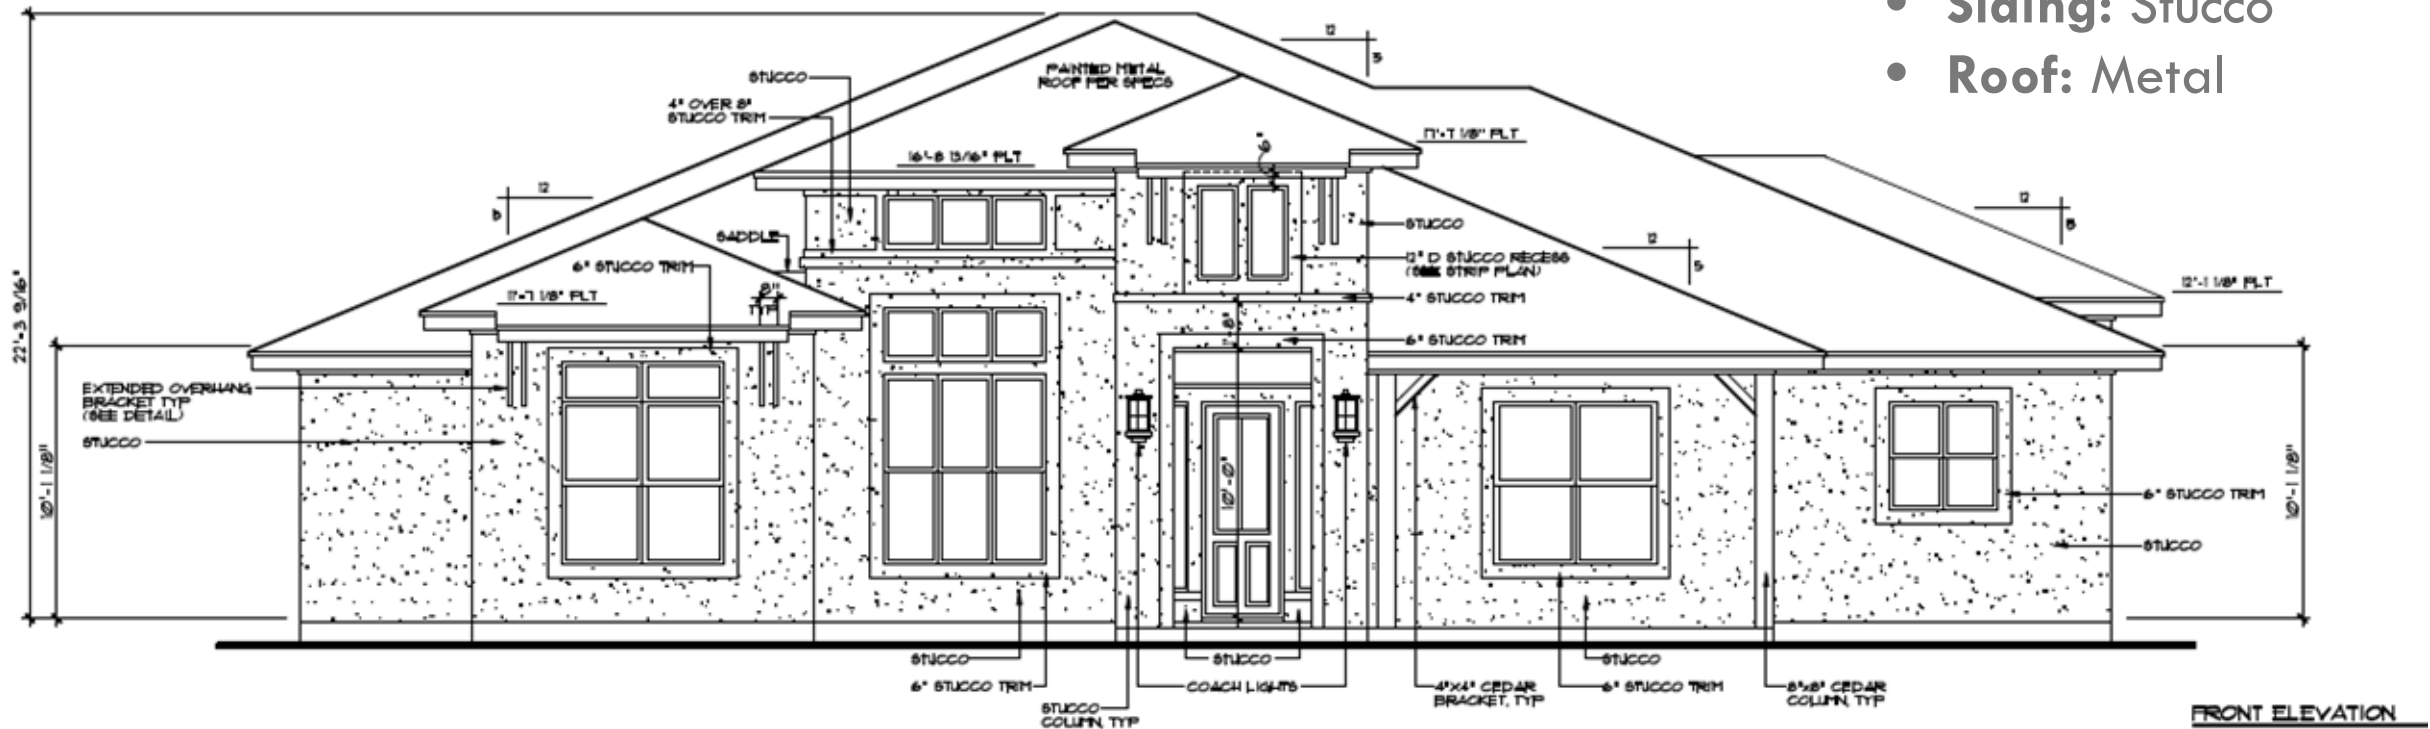 • Siding: Stucco
• Roof: Metal
12
5
PAINTED METAL
ROOF PER SPECS
STUCCO
4" OVER 8"
STUCCO TRIM
16'-8 13/16" PLT
17'-7 1/8" PLT
6"
12
5
12
5
12
5
SADDLE
STUCCO
12" D STUCCO RECESS
(SEE STRIP PLAN)
6" STUCCO TRIM
11'-7 1/8" PLT
8"
TYP
4" STUCCO TRIM
12'-1 1/8" PLT
22'-3 9/16"
6" STUCCO TRIM
EXTENDED OVERHANG
BRACKET TYP
(SEE DETAIL)
STUCCO
10'-1 1/8"
10'-0"
6" STUCCO TRIM
STUCCO
10'-1 1/8"
STUCCO
6" STUCCO TRIM
STUCCO
COLUMN, TYP
STUCCO
COACH LIGHTS
4"x4" CEDAR
BRACKET, TYP
STUCCO
6" STUCCO TRIM
8"x8" CEDAR
COLUMN, TYP
FRONT ELEVATION